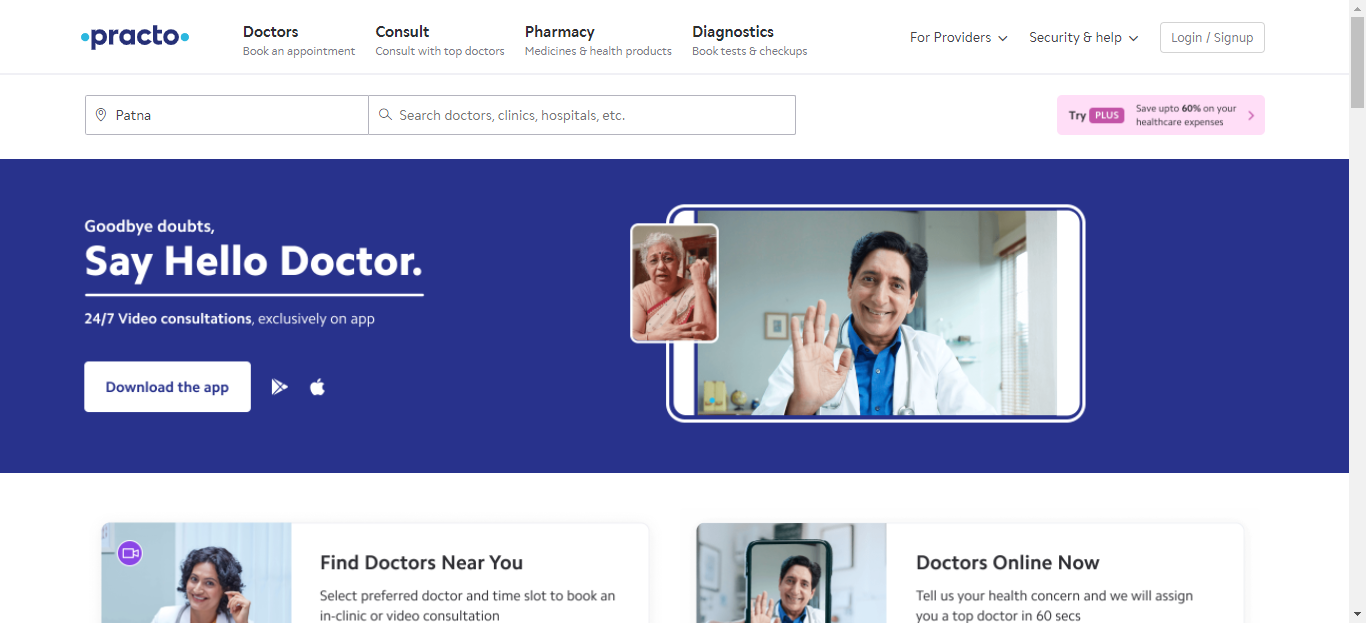 practo
Doctors
Book an appointment
Consult
Consult with top doctors
Pharmacy
Medicines & health products
Diagnostics
Book tests & checkups
For Providers
Security & help
Login / Signup
Patna
Search doctors, clinics, hospitals, etc.
Try PLUS
Save upto 60% on your
healthcare expenses
Goodbye doubts,
Say Hello Doctor.
24/7 Video consultations, exclusively on app
Download the app
Find Doctors Near You
Select preferred doctor and time slot to book an
in-clinic or video consultation
Doctors Online Now
Tell us your health concern and we will assign
you a top doctor in 60 secs